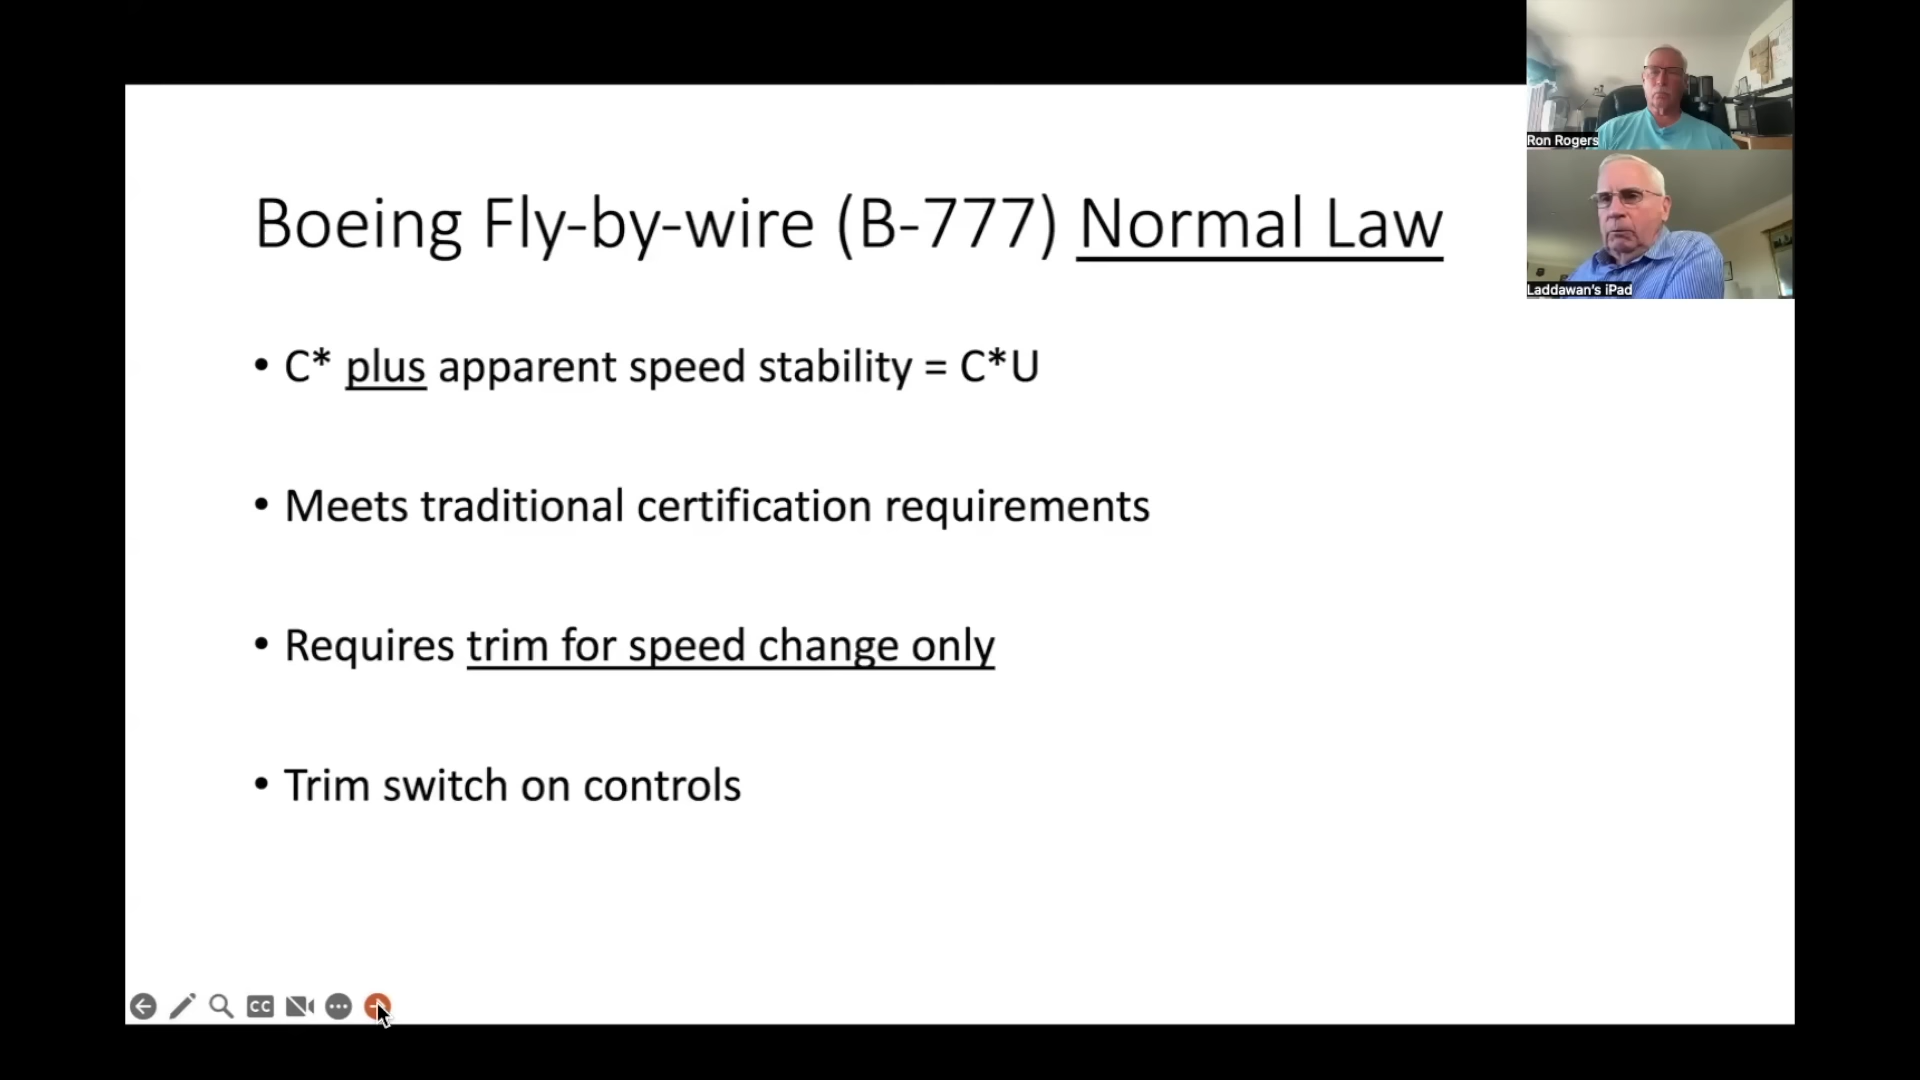 Boeing Fly-by-wire (B-777) Normal Law
• C* plus apparent speed stability = C*U
• Meets traditional certification requirements
• Requires trim for speed change only
• Trim switch on controls
Ron Rogers
Laddawan's iPad
CC